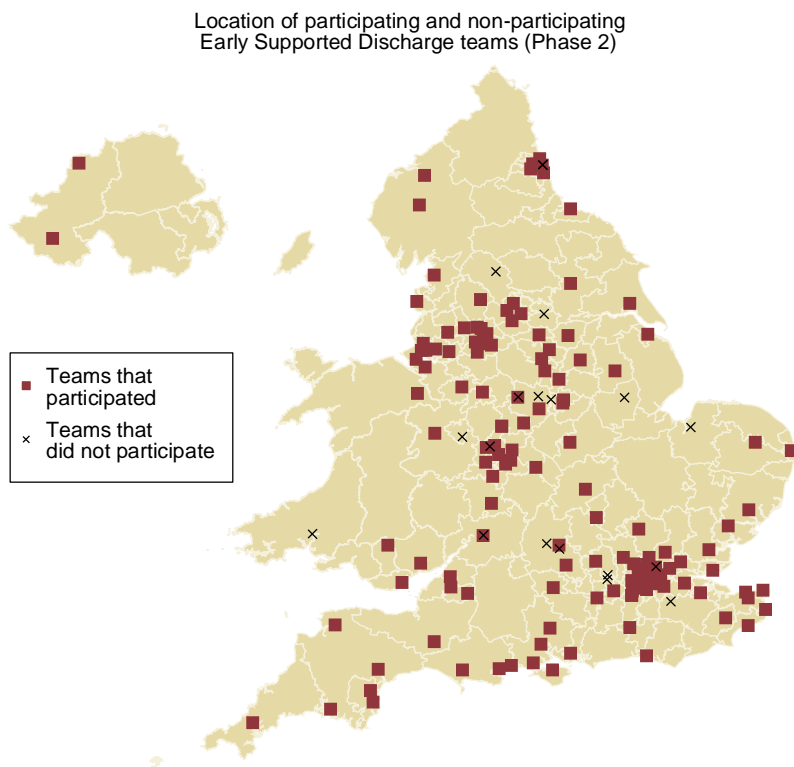 Location of participating and non-participating
Early Supported Discharge teams (Phase 2)
Teams that
participated
Teams that
did not participate